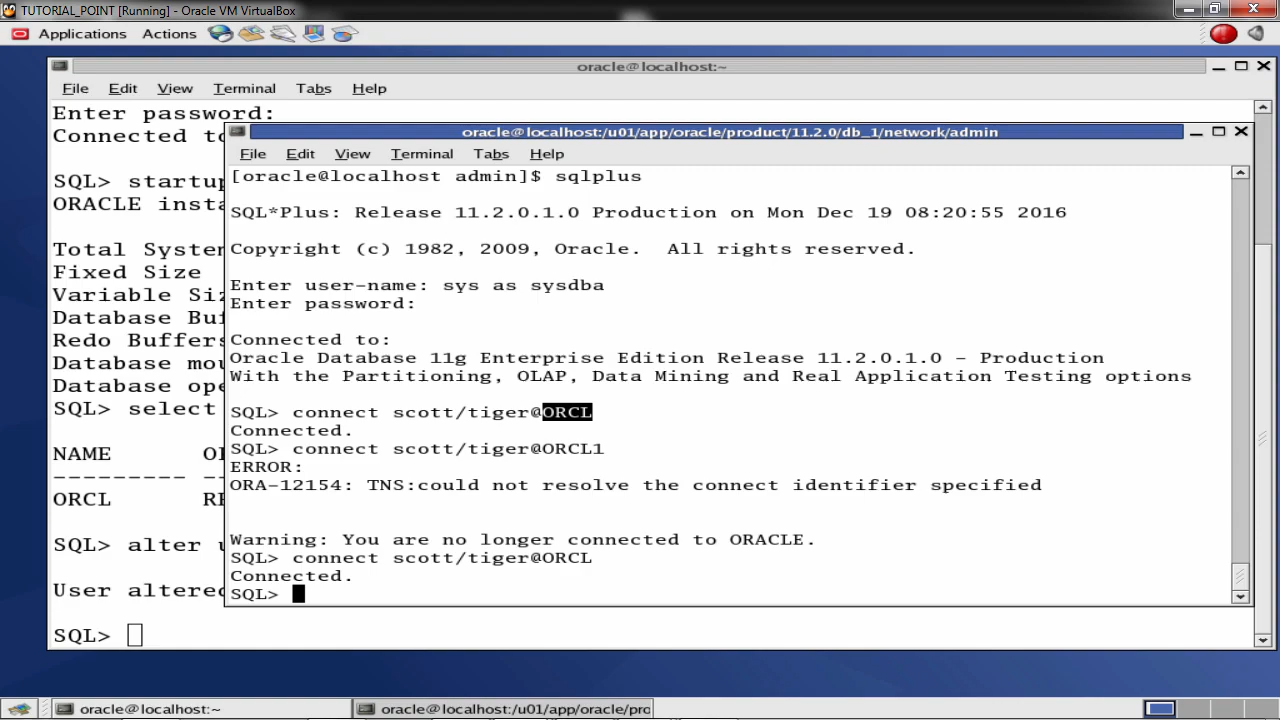 TUTORIAL_POINT [Running] - Oracle VM VirtualBox
Applications Actions
oracle@localhost:~
File Edit View Terminal Tabs Help
Enter password:
Connected to
SQL> startup
ORACLE insta
Total System
Fixed Size
Variable Siz
Database Buf
Redo Buffers
Database mou
Database ope
SQL> select
NAME
ORCL
SQL> alter
User altered
SQL>
oracle@localhost:/u01/app/oracle/product/11.2.0/db_1/network/admin
File Edit View Terminal Tabs Help
[oracle@localhost admin]$ sqlplus
SQL*Plus: Release 11.2.0.1.0 Production on Mon Dec 19 08:20:55 2016
Copyright (c) 1982, 2009, Oracle. All rights reserved.
Enter user-name: sys as sysdba
Enter password:
Connected to:
Oracle Database 11g Enterprise Edition Release 11.2.0.1.0 - Production
With the Partitioning, OLAP, Data Mining and Real Application Testing options
SQL> connect scott/tiger@ORCL
Connected.
SQL> connect scott/tiger@ORCL1
ERROR:
ORA-12154: TNS:could not resolve the connect identifier specified
Warning: You are no longer connected to ORACLE.
SQL> connect scott/tiger@ORCL
Connected.
SQL>
oracle@localhost:~
oracle@localhost:/u01/app/oracle/pro